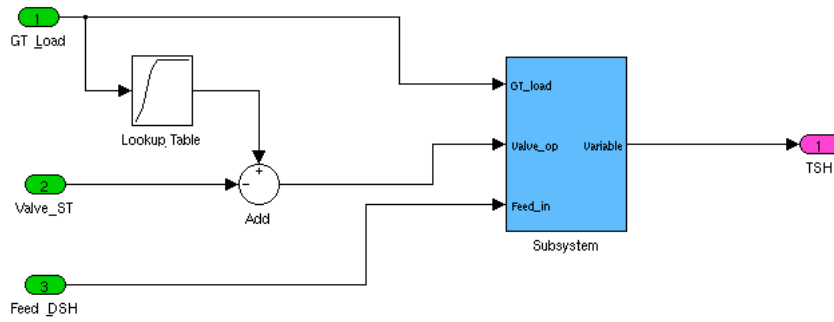 1
GT_Load
Lookup Table
GT_load
Valve_op
Variable
1
TSH
+
−
2
Valve_ST
Add
Feed_in
Subsystem
3
Feed_DSH